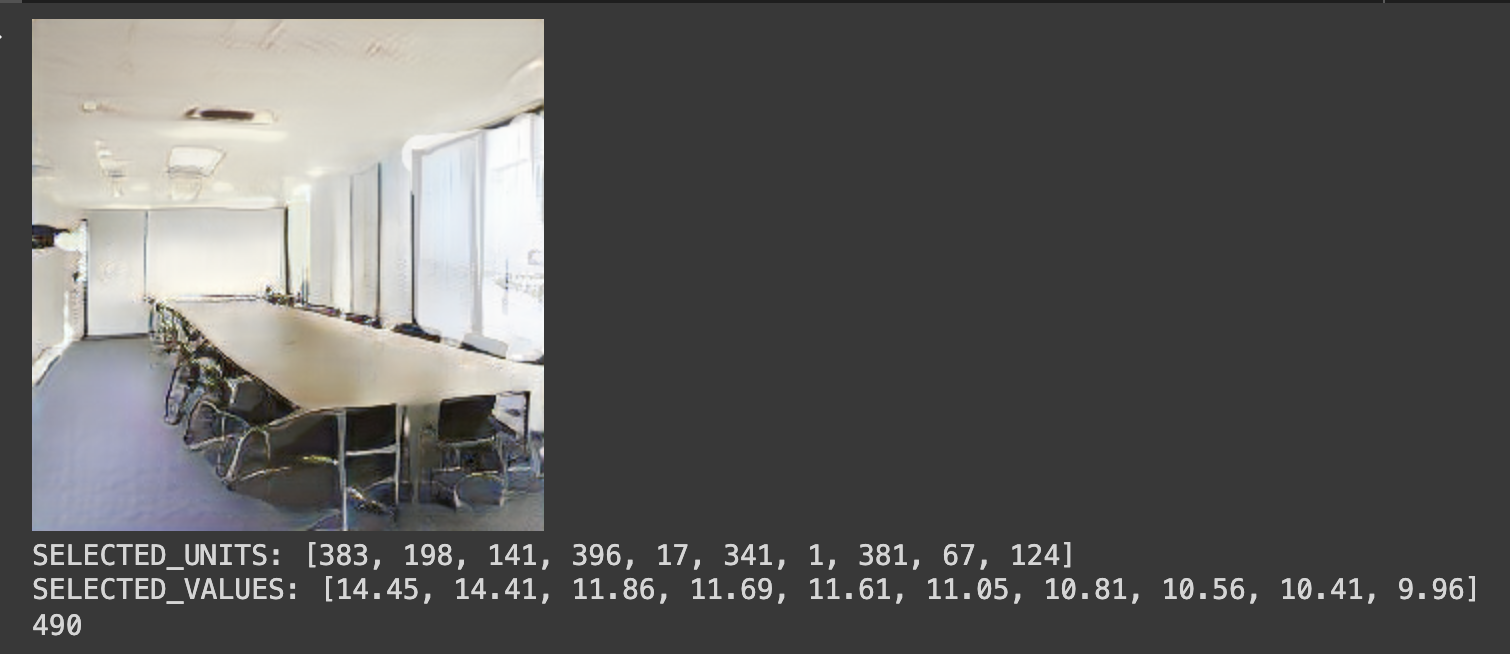 SELECTED_UNITS: [383, 198, 141, 396, 17, 341, 1, 381, 67, 124]
SELECTED_VALUES: [14.45, 14.41, 11.86, 11.69, 11.61, 11.05, 10.81, 10.56, 10.41, 9.96]
490